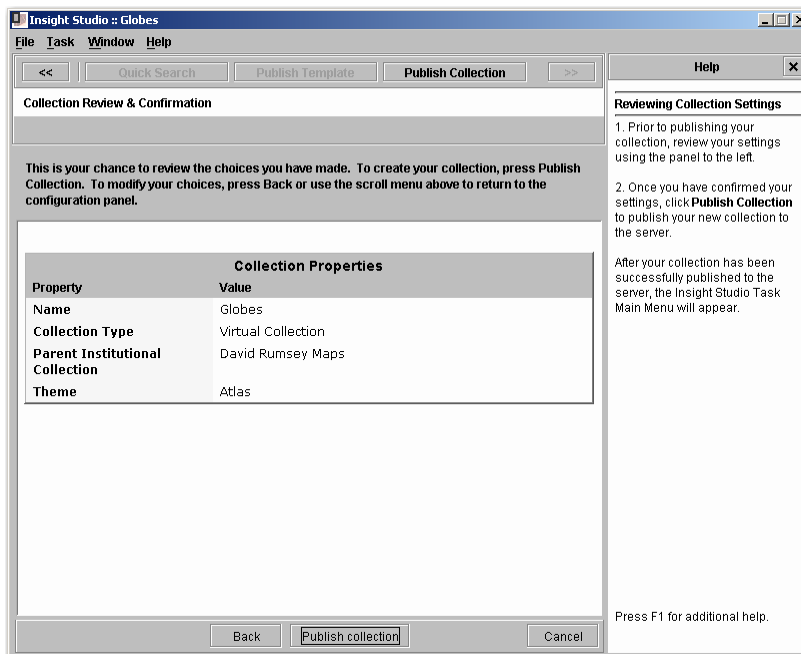 Insight Studio :: Globes
File Task Window Help
<< Quick Search Publish Template Publish Collection >>
Collection Review & Confirmation
This is your chance to review the choices you have made. To create your collection, press Publish
Collection. To modify your choices, press Back or use the scroll menu above to return to the
configuration panel.
Collection Properties
Property Value
Name Globes
Collection Type Virtual Collection
Parent Institutional David Rumsey Maps
Collection
Theme Atlas
Back Publish collection Cancel
Help
Reviewing Collection Settings
1. Prior to publishing your
collection, review your settings
using the panel to the left.
2. Once you have confirmed your
settings, click Publish Collection
to publish your new collection to
the server.
After your collection has been
successfully published to the
server, the Insight Studio Task
Main Menu will appear.
Press F1 for additional help.